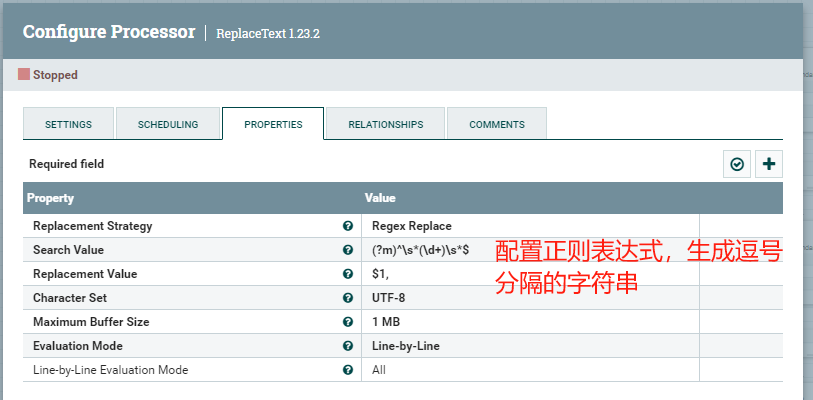 Configure Processor | ReplaceText 1.23.2
Stopped
SETTINGS SCHEDULING PROPERTIES RELATIONSHIPS COMMENTS
Required field
Property Value
Replacement Strategy Regex Replace
Search Value (?m)^\s*(\d+)\s*$
Replacement Value $1,
Character Set UTF-8
Maximum Buffer Size 1 MB
Evaluation Mode Line-by-Line
Line-by-Line Evaluation Mode All
配置正则表达式，生成逗号
分隔的字符串